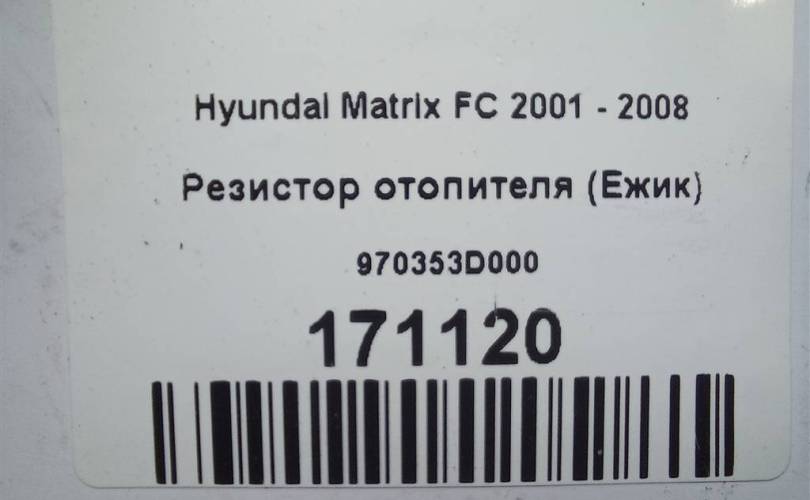 Hyundai Matrix FC 2001 - 2008
Резистор отопителя (Ежик)
970353D000
171120